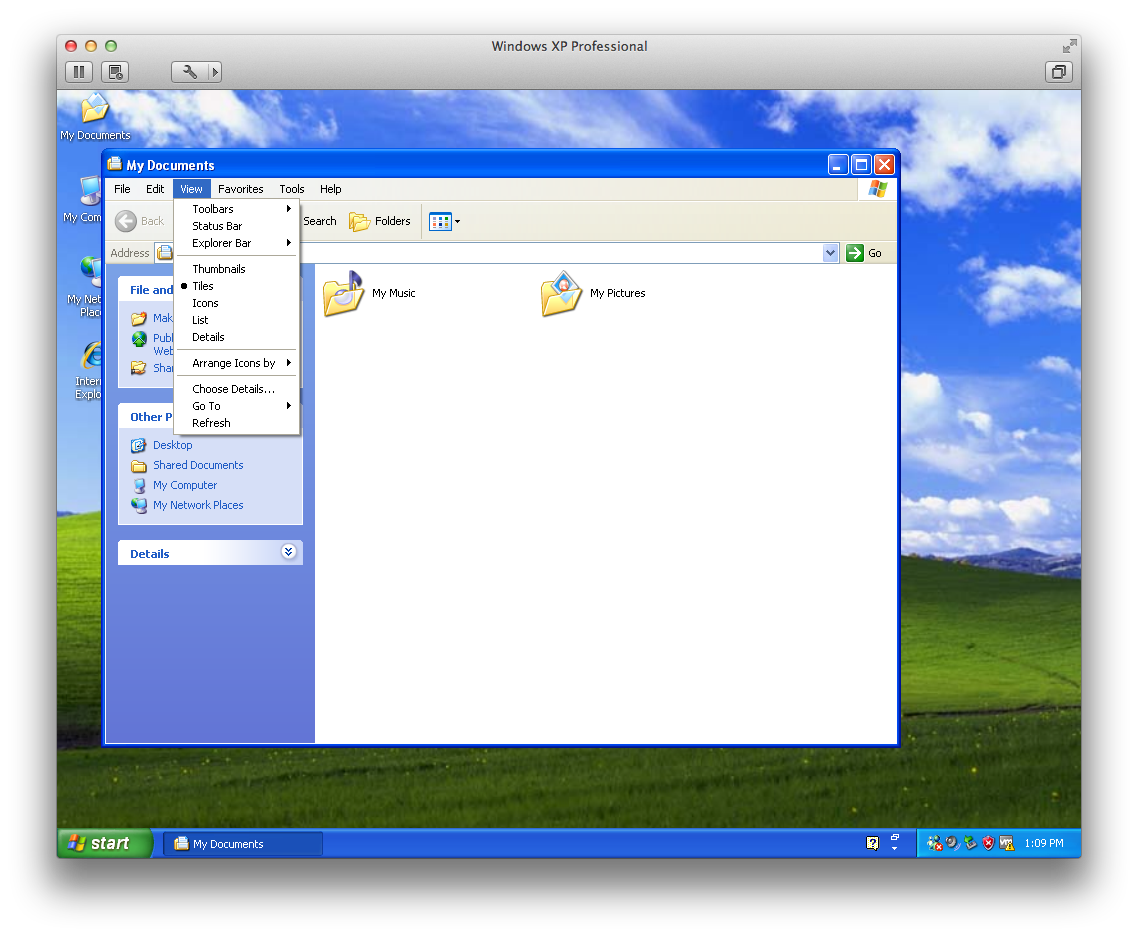 Windows XP Professional
My Documents
My Documents
File Edit View Favorites Tools Help
Back Search Folders
Address Go
Toolbars
Status Bar
Explorer Bar
Thumbnails
Tiles
Icons
List
Details
Arrange Icons by
Choose Details...
Go To
Refresh
My Com
My Net
Plac
Inter
Explo
File and
Mak
Publ
Web
Shar
Other P
Desktop
Shared Documents
My Computer
My Network Places
Details
My Music
My Pictures
start
My Documents
1:09 PM